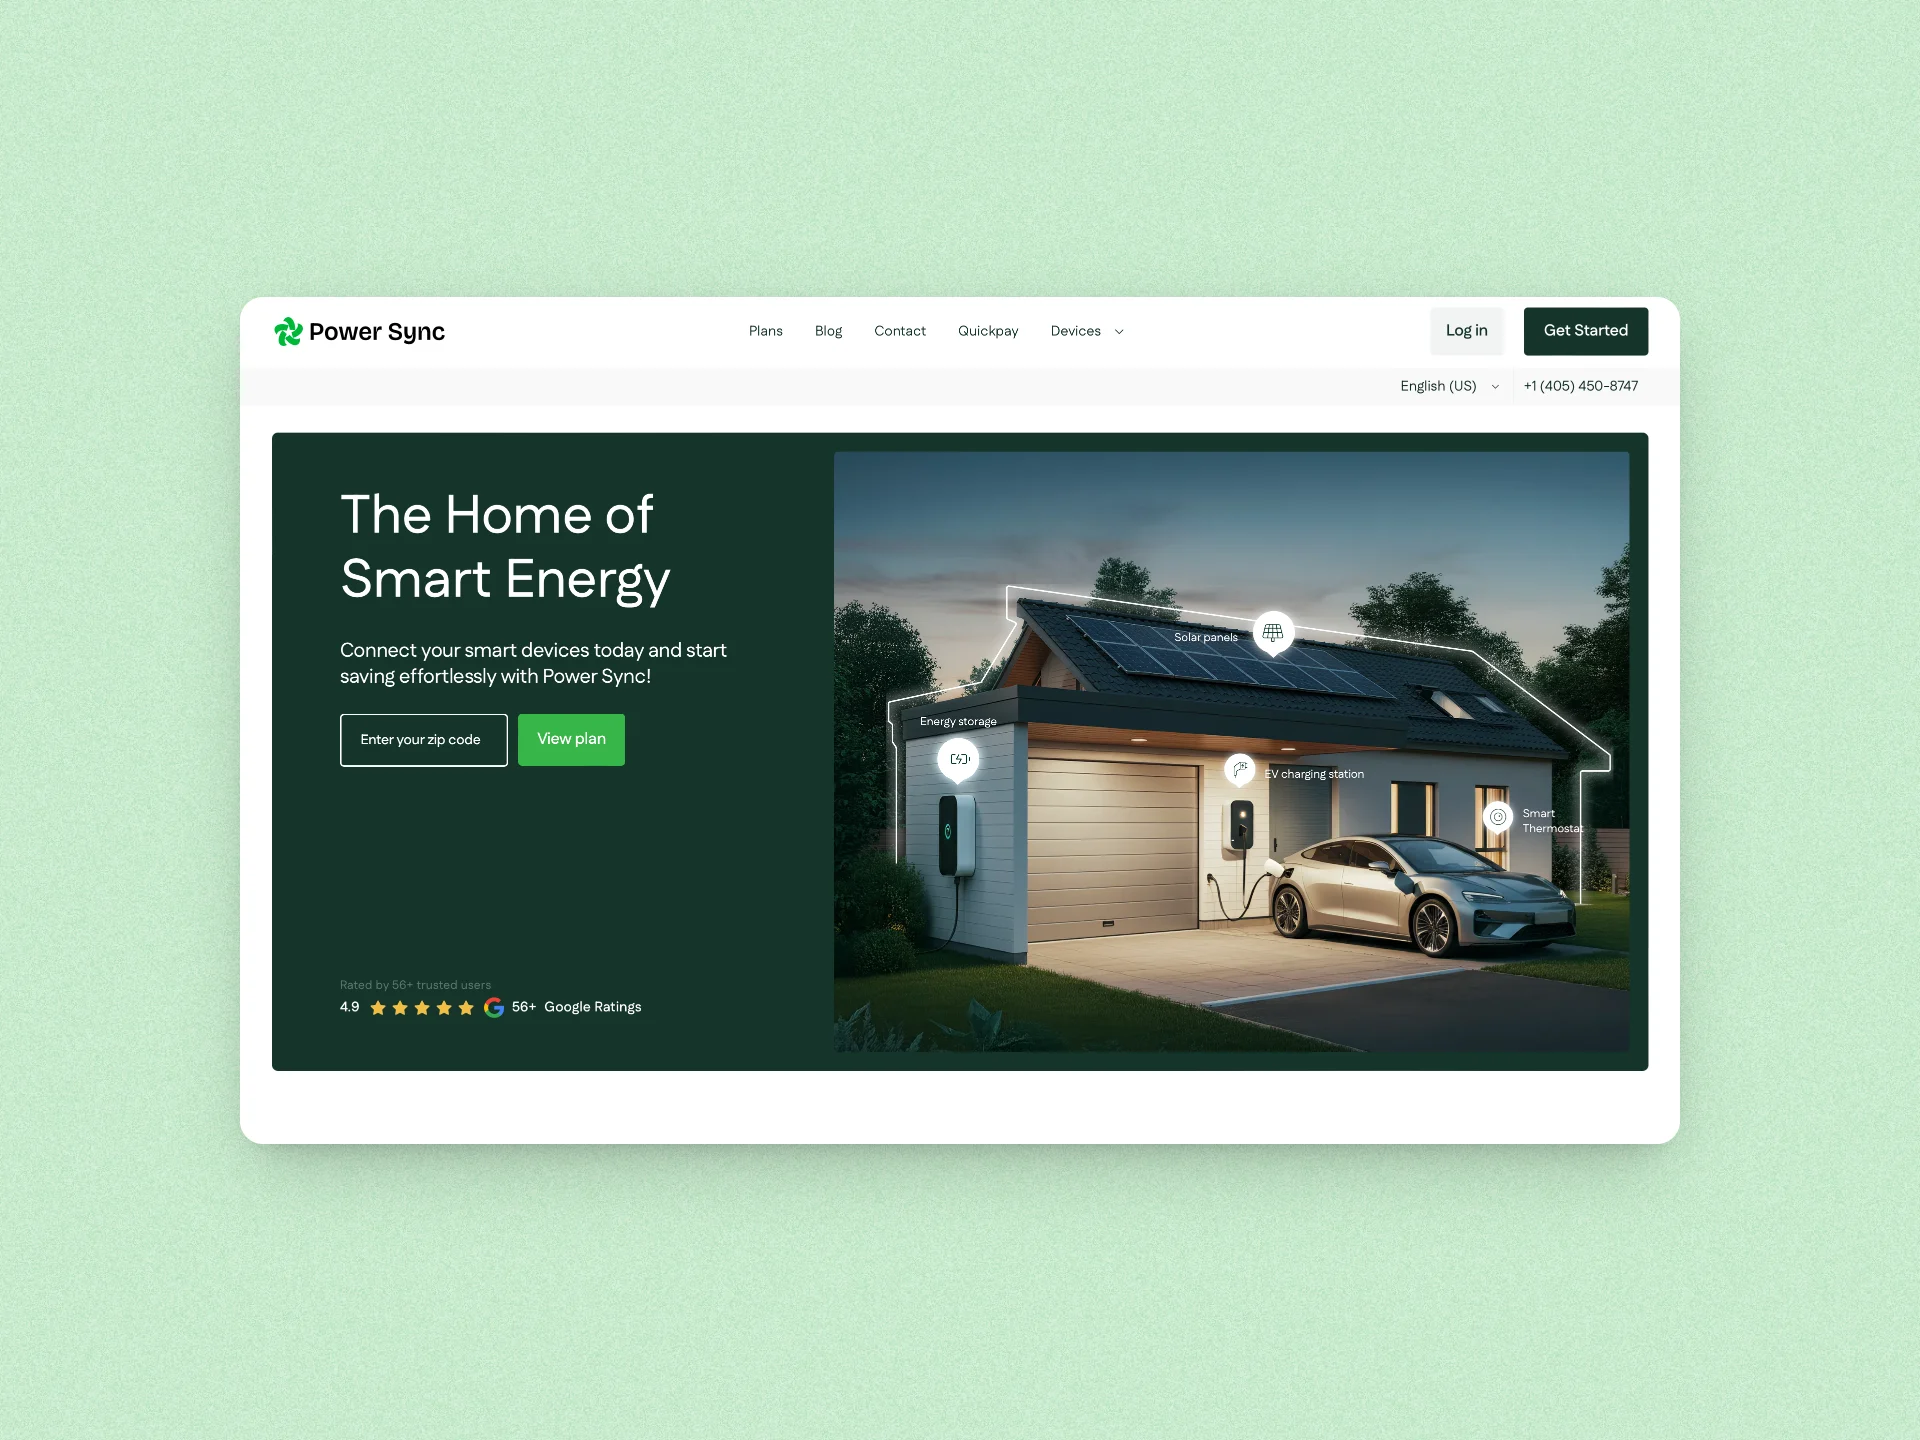 Power Sync
Plans
Blog
Contact
Quickpay
Devices
Log in
Get Started
English (US)
+1 (405) 450-8747
The Home of
Smart Energy
Connect your smart devices today and start
saving effortlessly with Power Sync!
Enter your zip code
View plan
Rated by 56+ trusted users
4.9
56+ Google Ratings
Solar panels
Energy storage
EV charging station
Smart
Thermostat